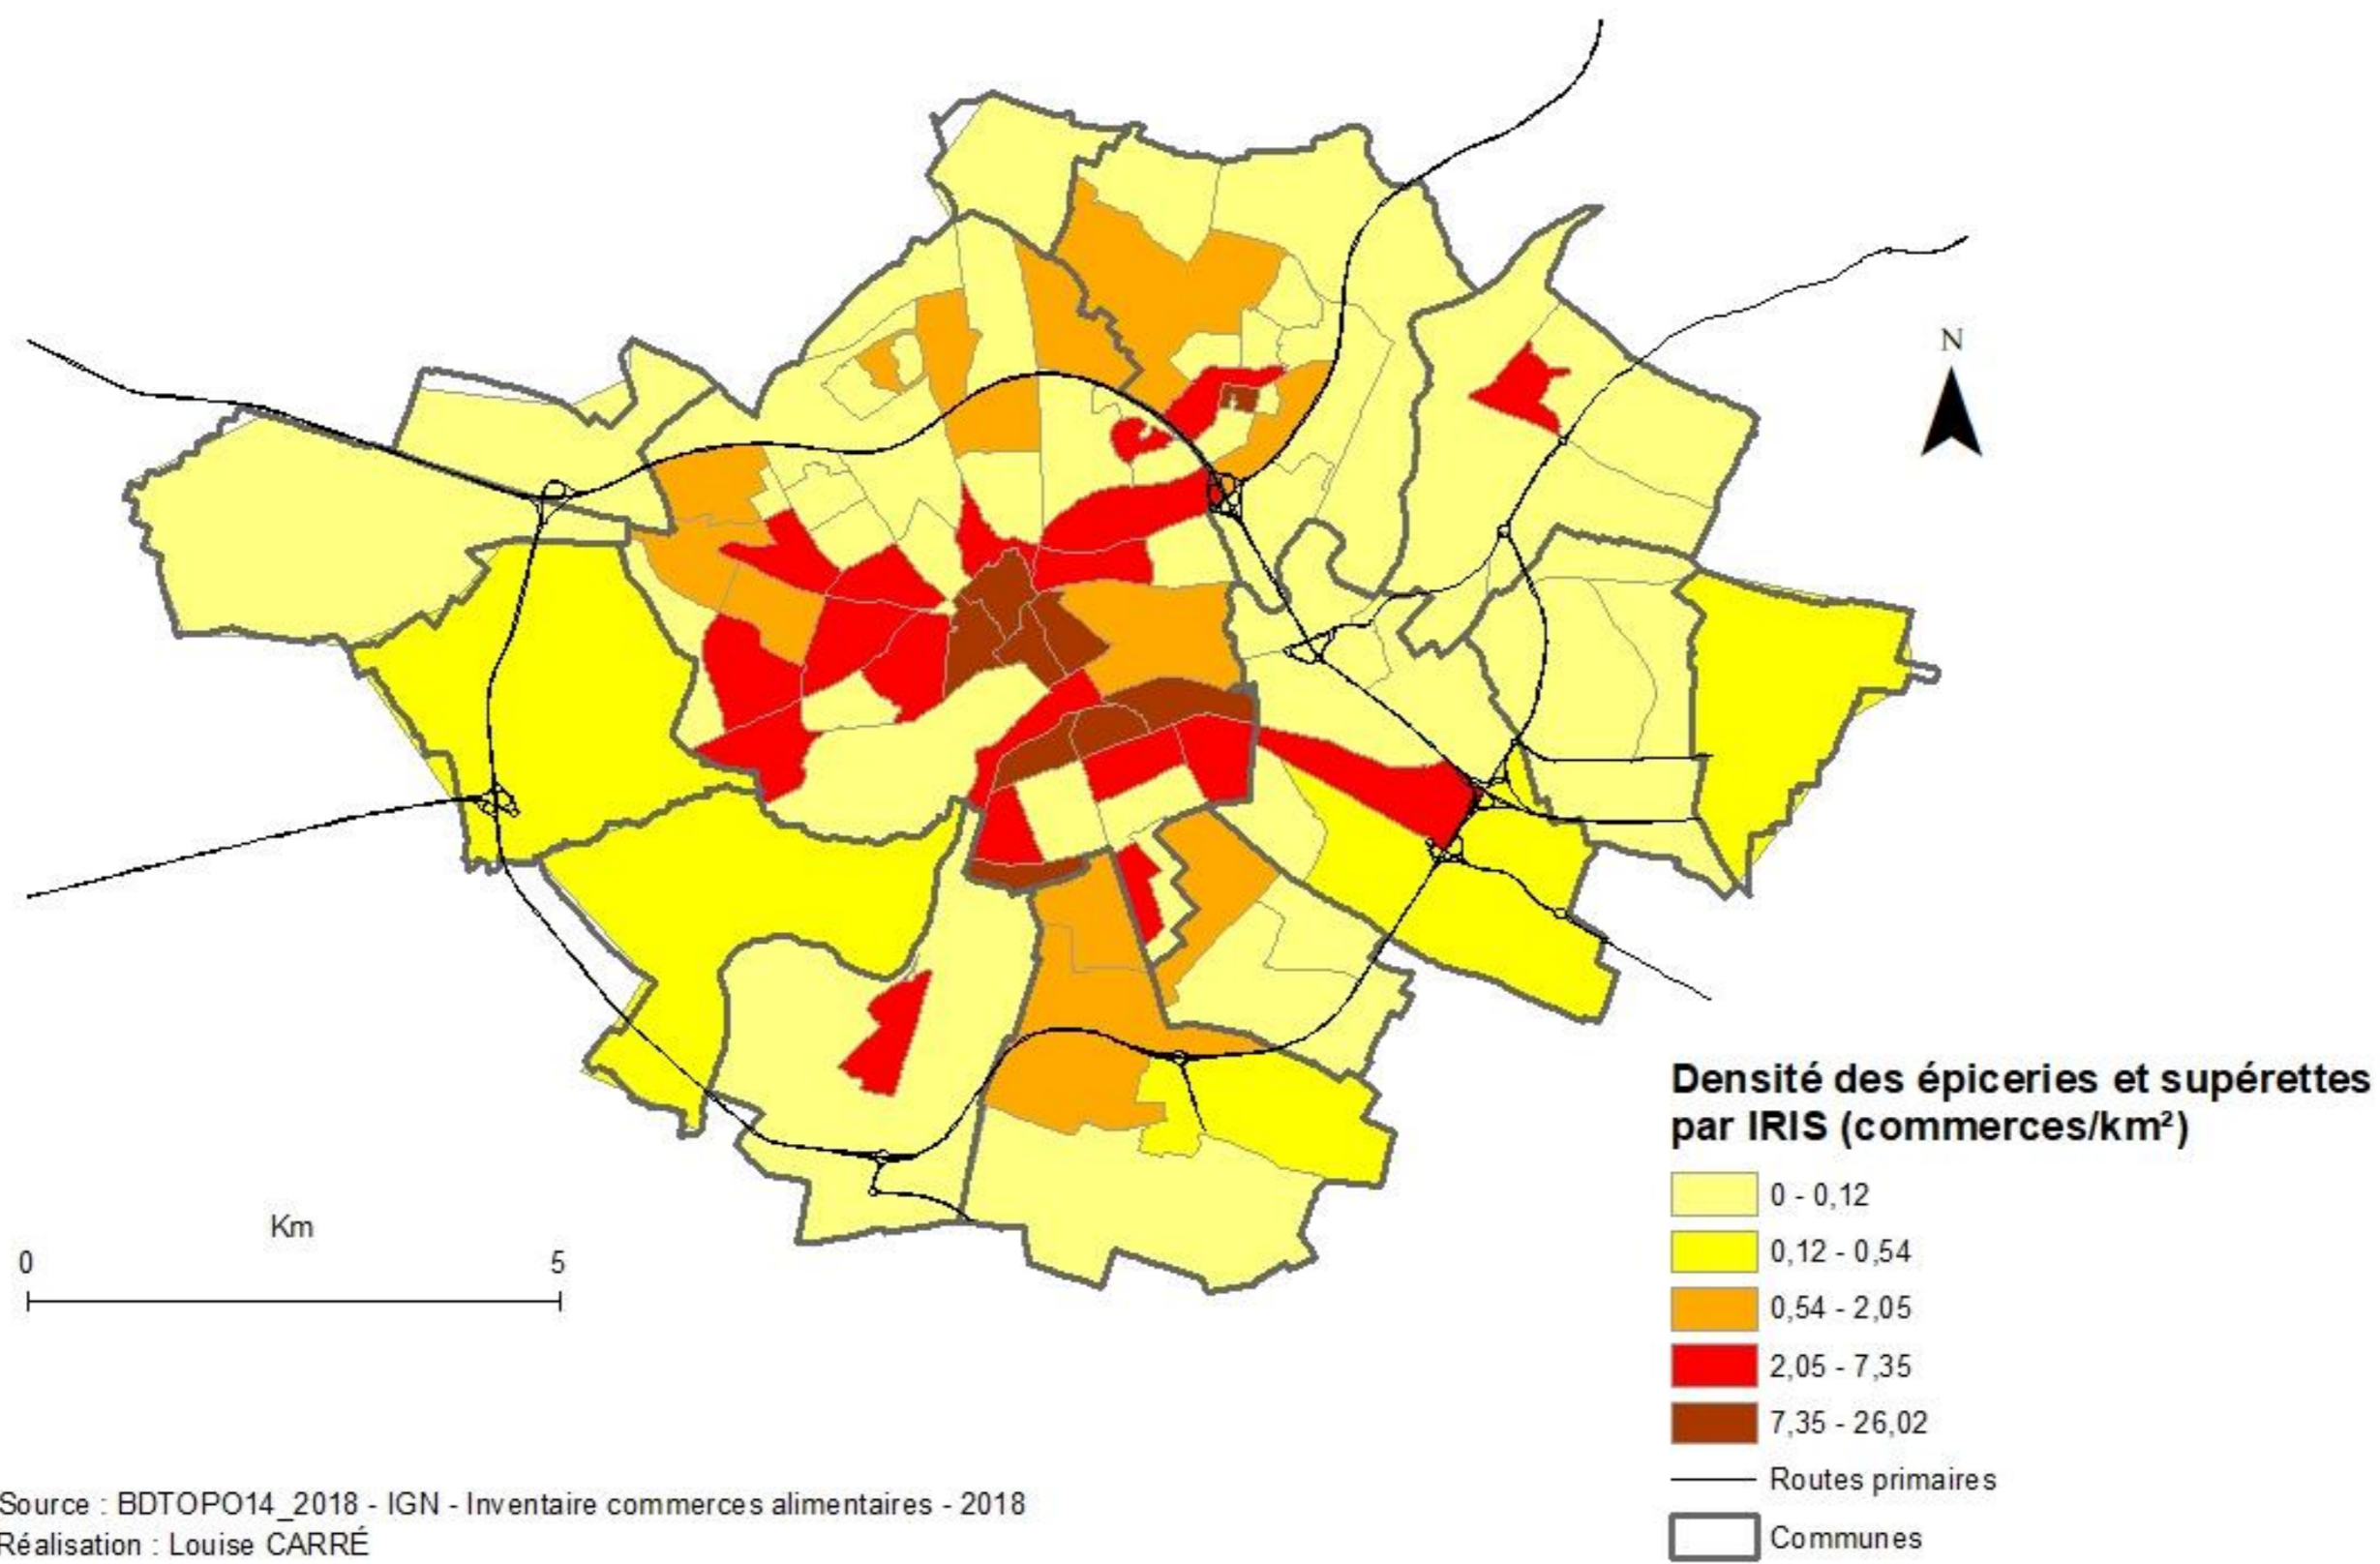 N
Densité des épiceries et supérettes
par IRIS (commerces/km²)
0 - 0,12
0,12 - 0,54
0,54 - 2,05
2,05 - 7,35
7,35 - 26,02
Routes primaires
Communes
Km
0 5
Source : BDTOPO14_2018 - IGN - Inventaire commerces alimentaires - 2018
Réalisation : Louise CARRÉ